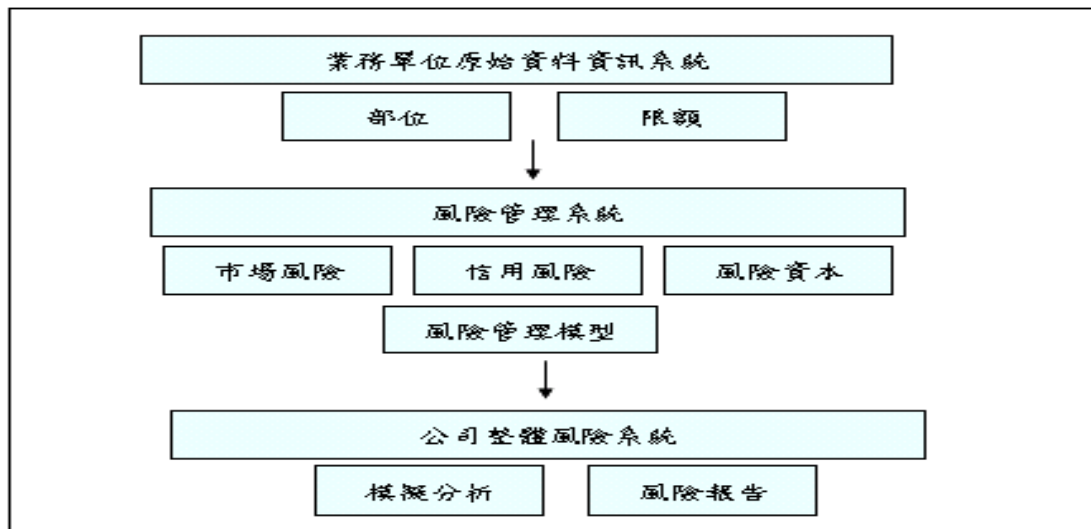 業務單位原始資料資訊系統
部位 限額
風險管理系統
市場風險 信用風險 風險資本
風險管理模型
公司整體風險系統
模擬分析 風險報告